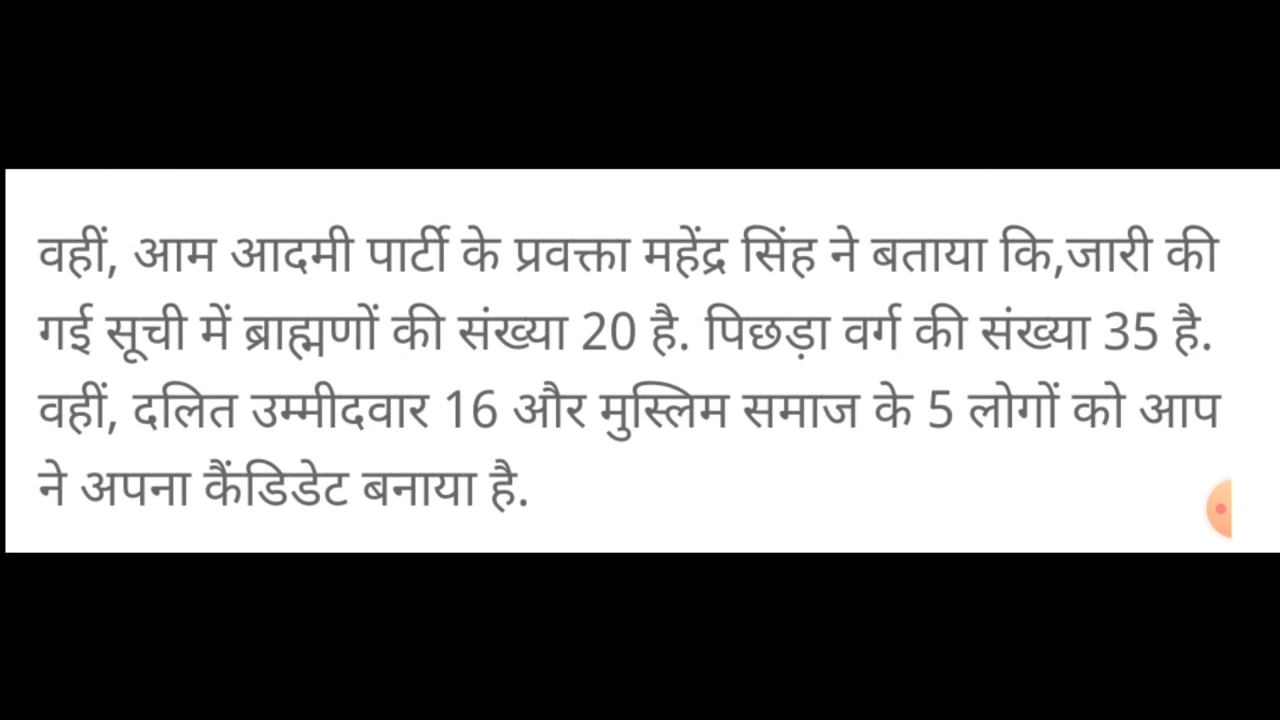 वहीं, आम आदमी पार्टी के प्रवक्ता महेंद्र सिंह ने बताया कि,जारी की
गई सूची में ब्राह्मणों की संख्या 20 है. पिछड़ा वर्ग की संख्या 35 है.
वहीं, दलित उम्मीदवार 16 और मुस्लिम समाज के 5 लोगों को आप
ने अपना कैंडिडेट बनाया है.